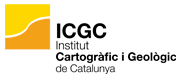 ICGC
Institut
Cartogràfic i Geològic
de Catalunya